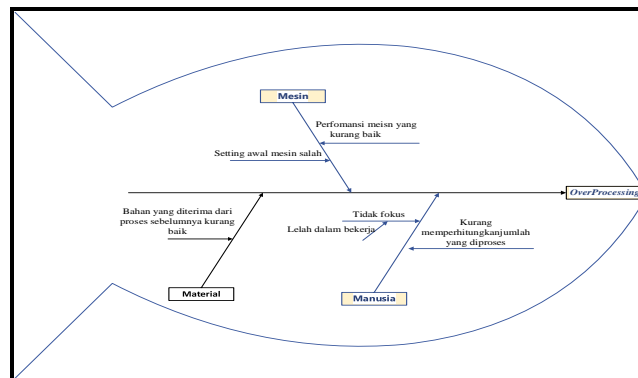 Mesin
Perfomansi meisn yang
kurang baik
Setting awal mesin salah
OverProcessing
Bahan yang diterima dari
proses sebelumnya kurang
baik
Tidak fokus
Lelah dalam bekerja
Kurang
memperhitungkanjumlah
yang diproses
Material
Manusia